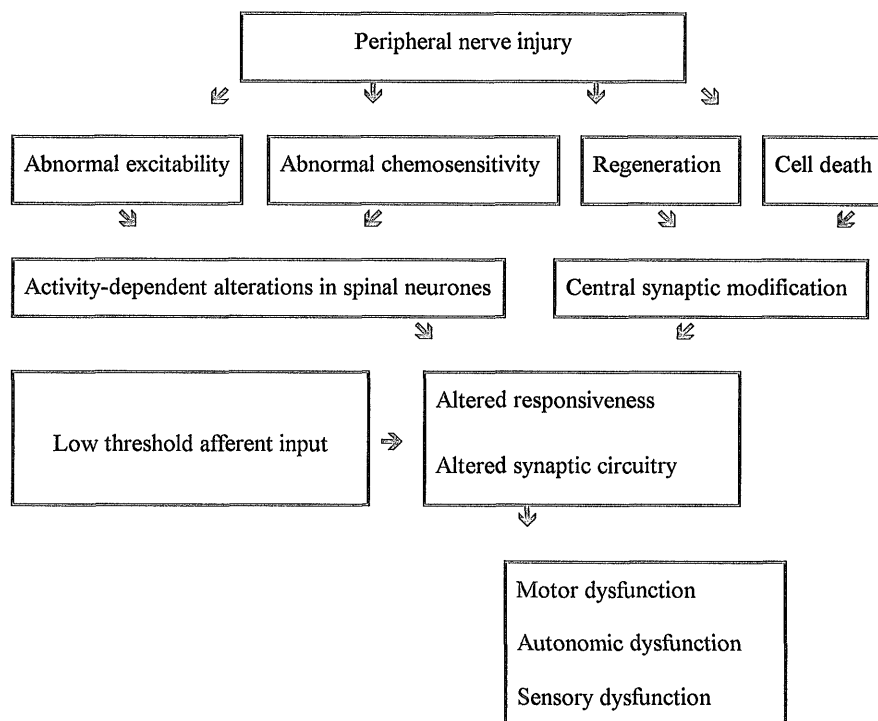 Peripheral nerve injury
Abnormal excitability
Abnormal chemosensitivity
Regeneration
Cell death
Activity-dependent alterations in spinal neurones
Central synaptic modification
Low threshold afferent input
Altered responsiveness
Altered synaptic circuitry
Motor dysfunction
Autonomic dysfunction
Sensory dysfunction